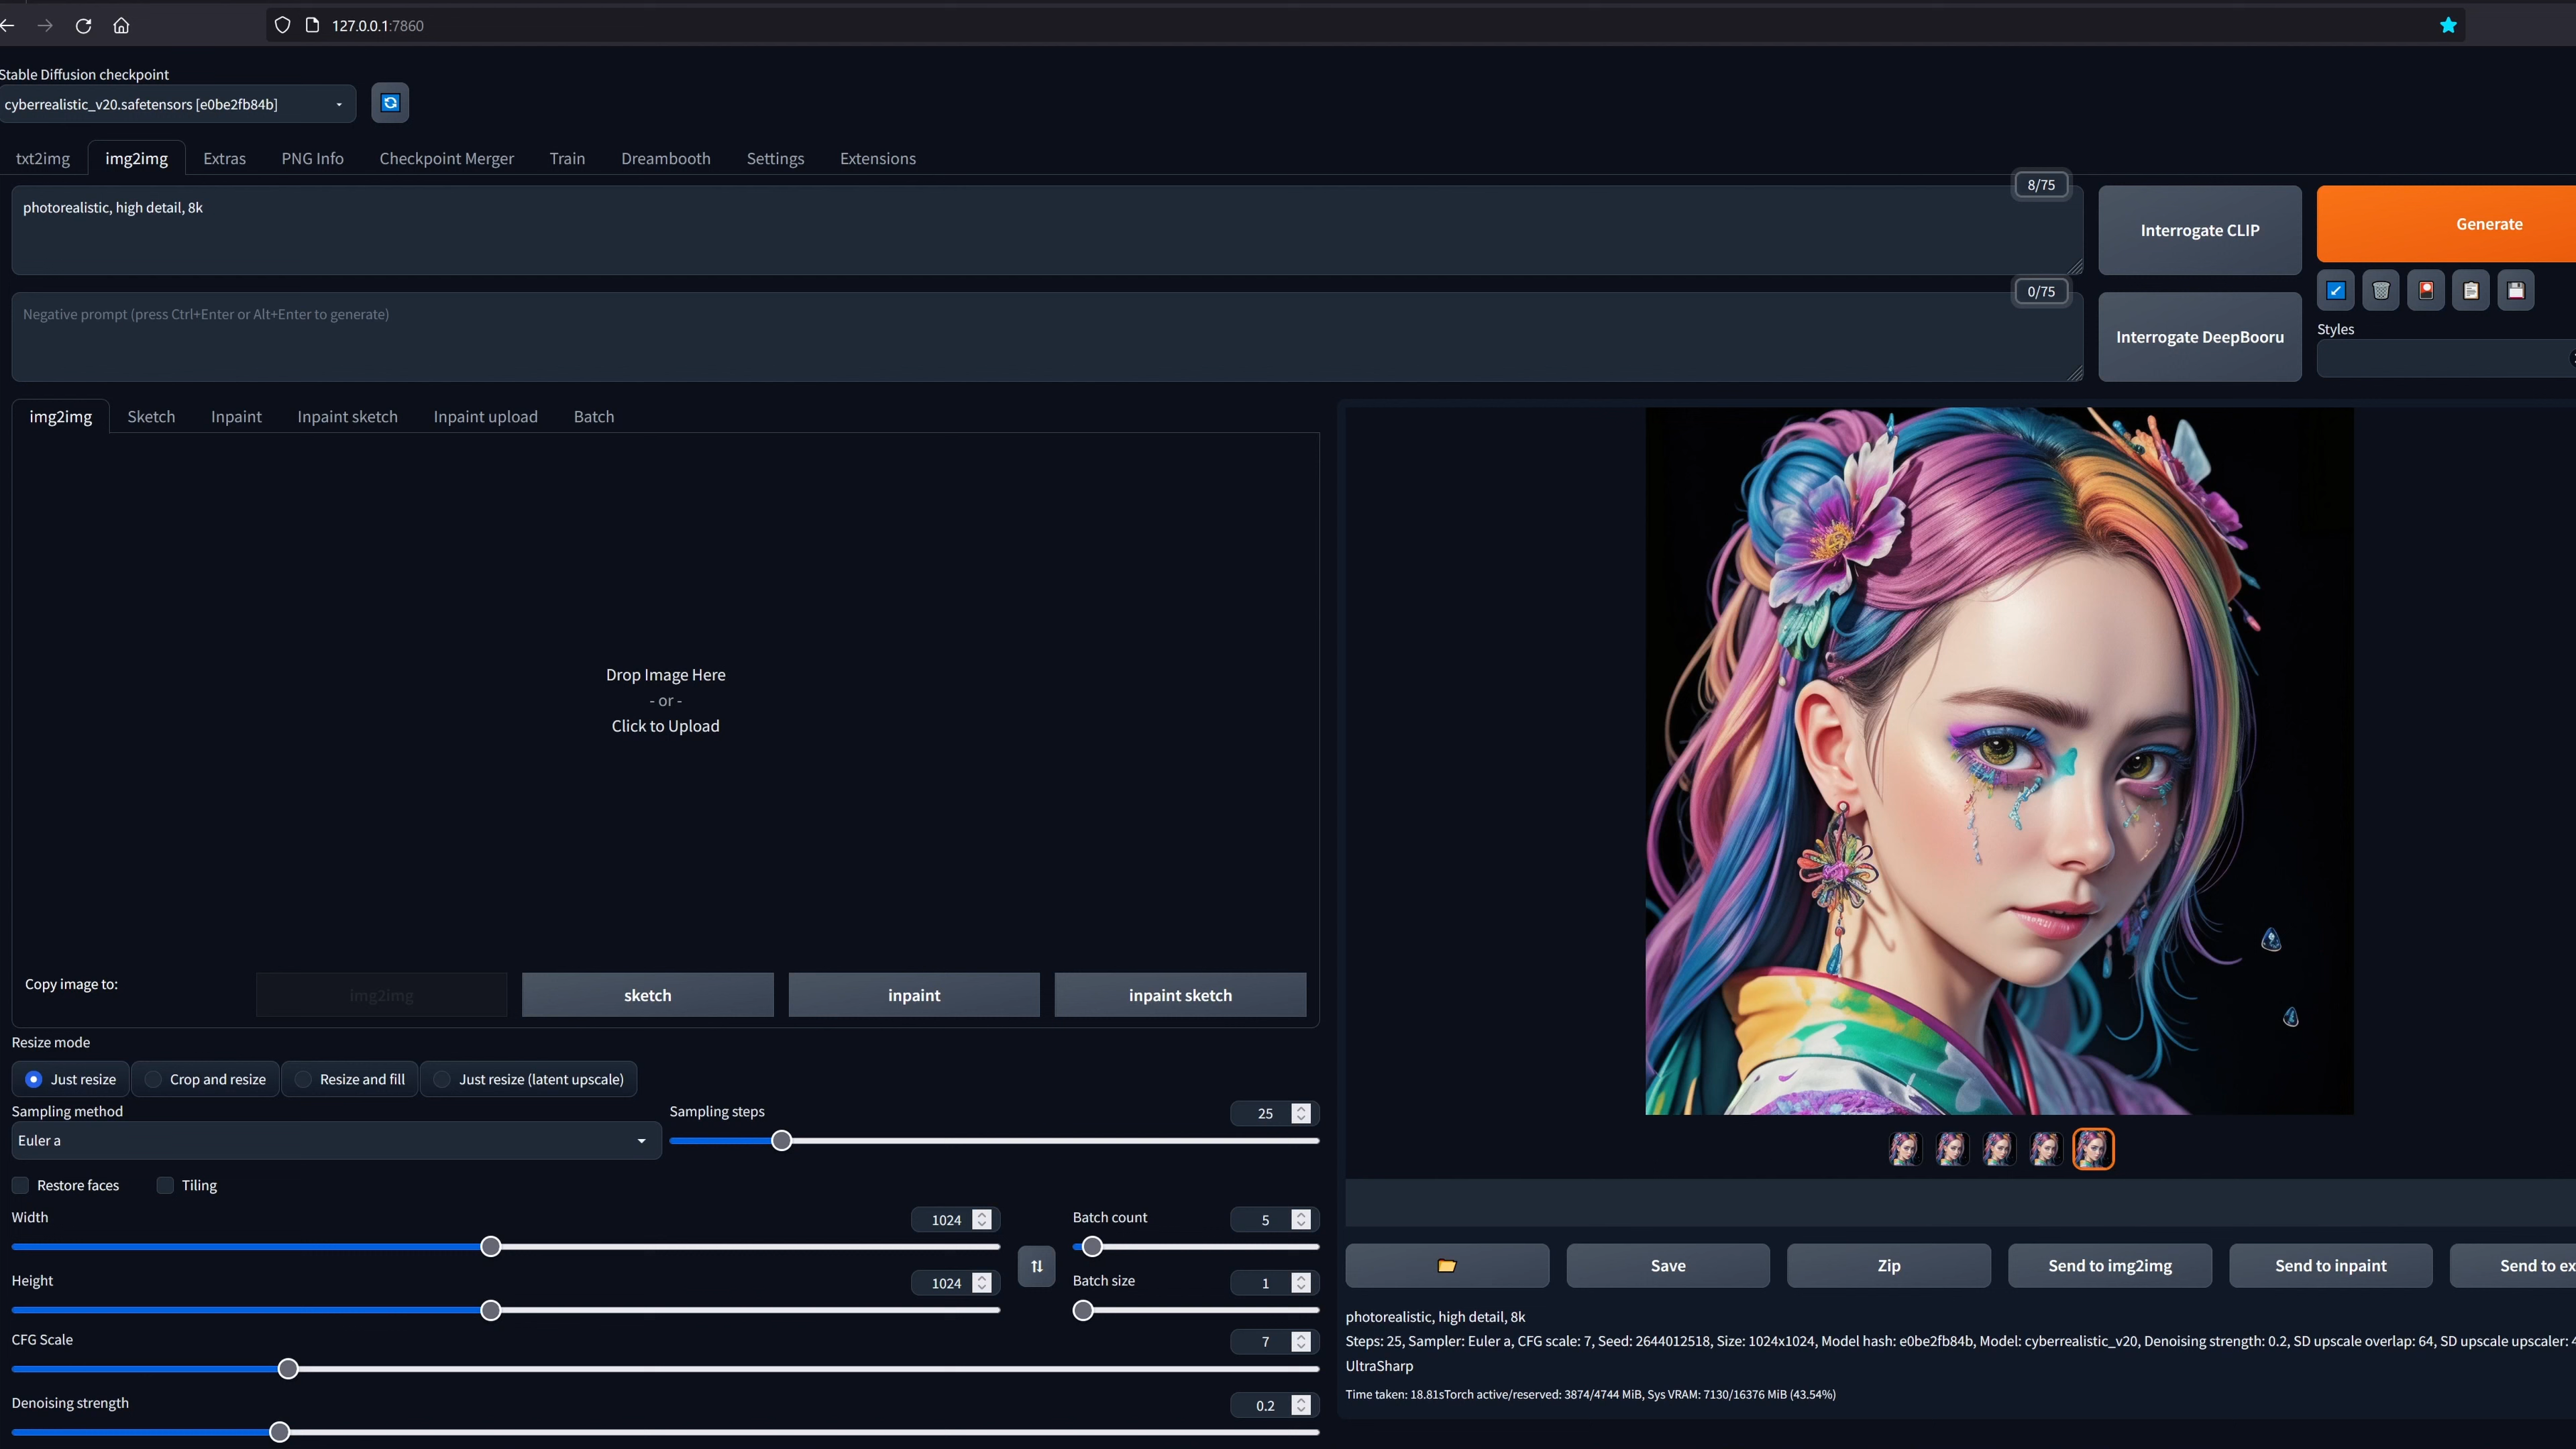 127.0.0.1:7860
Stable Diffusion checkpoint
cyberrealistic_v20.safetensors [e0be2fb84b]
txt2img img2img Extras PNG Info Checkpoint Merger Train Dreambooth Settings Extensions
8/75
photorealistic, high detail, 8k
Interrogate CLIP
Generate
0/75
Negative prompt (press Ctrl+Enter or Alt+Enter to generate)
Interrogate DeepBooru
Styles
img2img Sketch Inpaint Inpaint sketch Inpaint upload Batch
Drop Image Here
- or -
Click to Upload
Copy image to:
img2img sketch inpaint inpaint sketch
Resize mode
Just resize Crop and resize Resize and fill Just resize (latent upscale)
Sampling method
Euler a
Sampling steps 25
Restore faces Tiling
Width 1024
Batch count 5
Height 1024
Batch size 1
CFG Scale 7
Denoising strength 0.2
Save Zip Send to img2img Send to inpaint Send to ex
photorealistic, high detail, 8k
Steps: 25, Sampler: Euler a, CFG scale: 7, Seed: 2644012518, Size: 1024x1024, Model hash: e0be2fb84b, Model: cyberrealistic_v20, Denoising strength: 0.2, SD upscale overlap: 64, SD upscale upscaler: 4
UltraSharp
Time taken: 18.81sTorch active/reserved: 3874/4744 MiB, Sys VRAM: 7130/16376 MiB (43.54%)